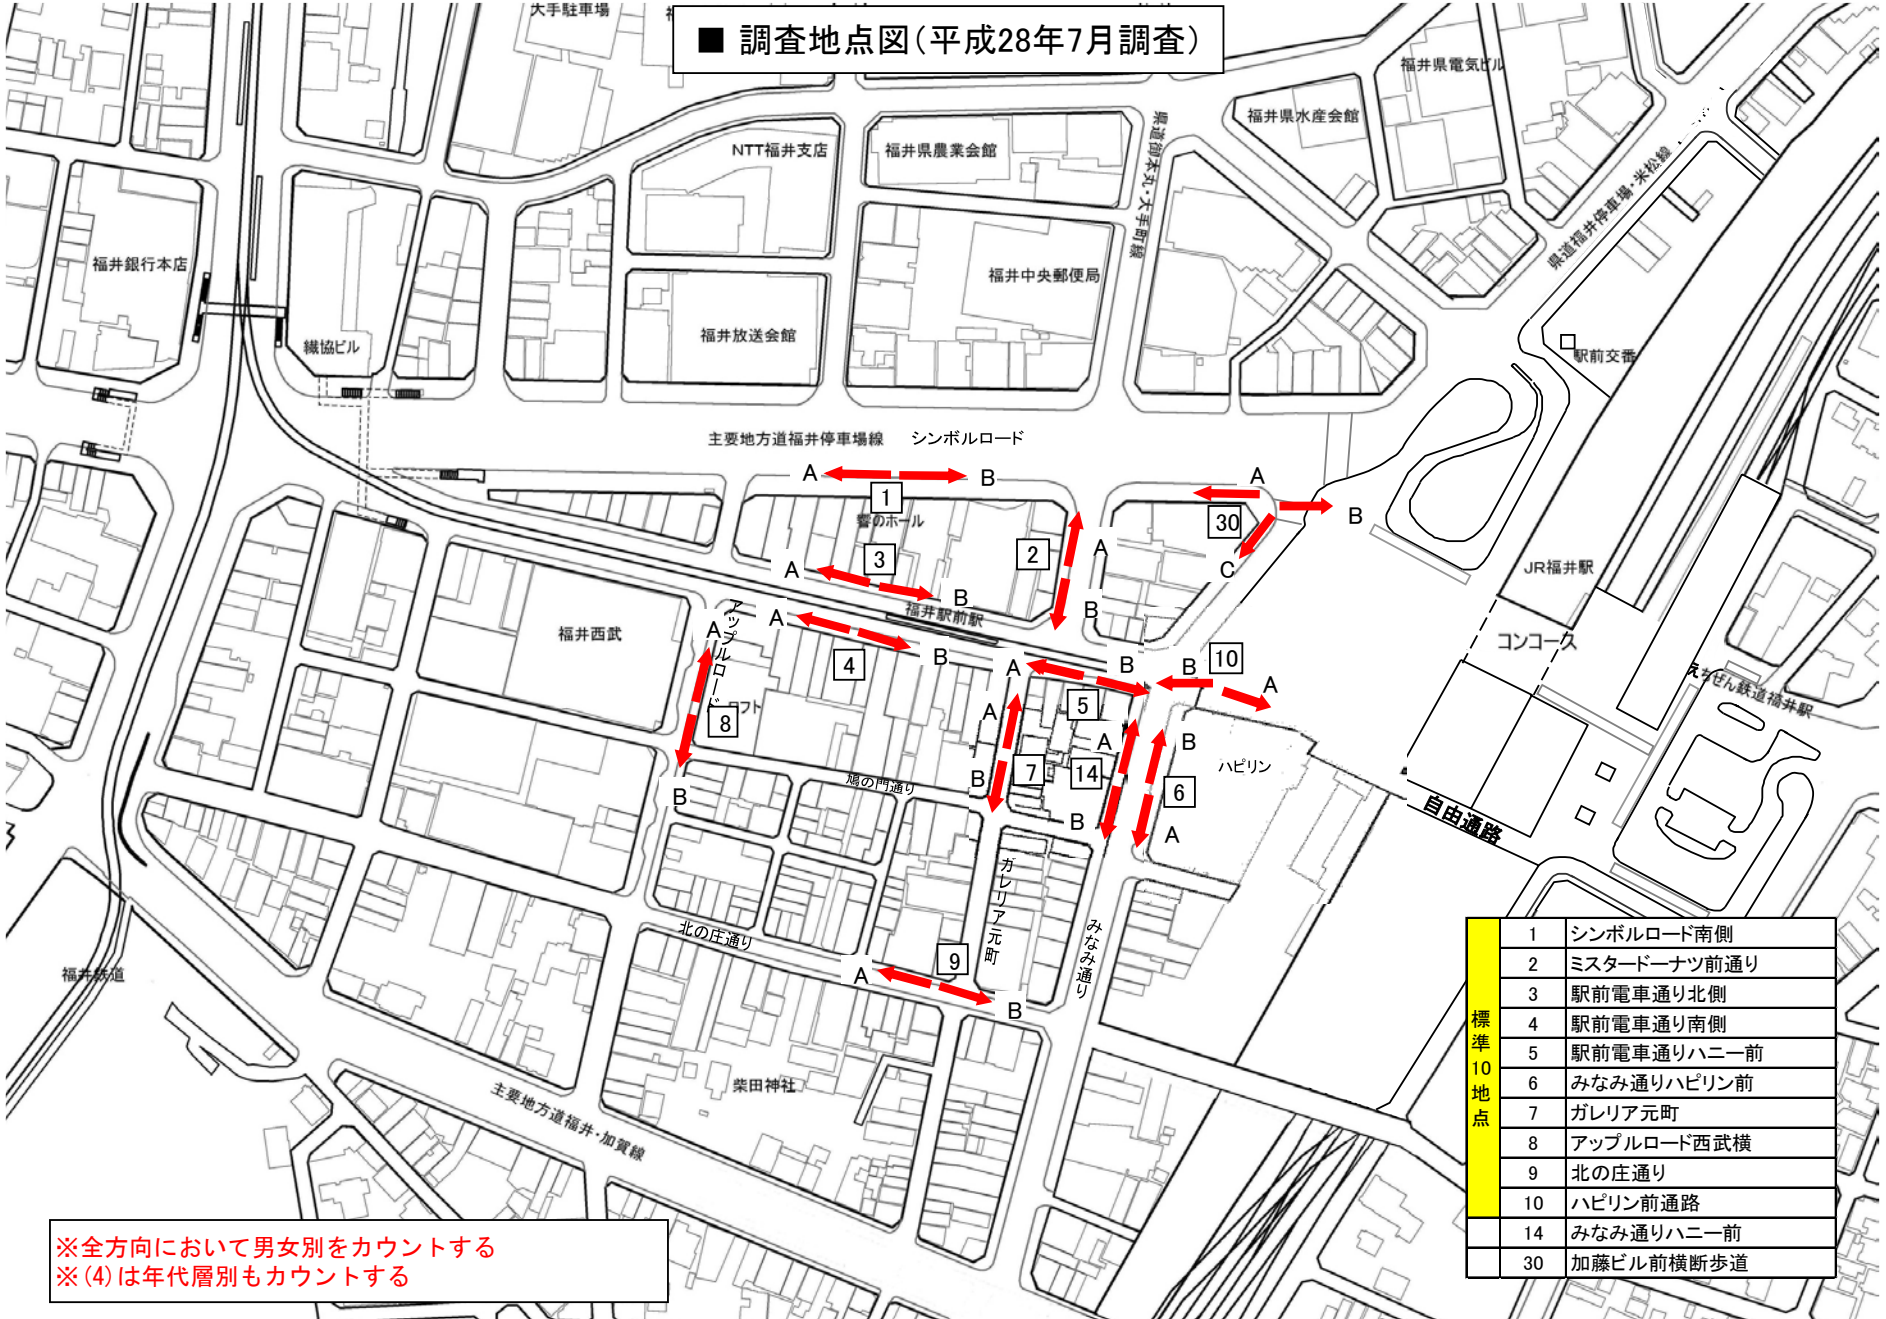 ■ 調査地点図(平成28年7月調査)
大手駐車場
福井県電気ビル
福井県水産会館
NTT福井支店
福井県農業会館
県道御本丸・大手町線
県道福井停車場・米松線
福井銀行本店
福井中央郵便局
福井放送会館
繊協ビル
駅前交番
主要地方道福井停車場線
シンボルロード
A
B
1
響のホール
A
B
30
C
2
A
B
3
A
B
福井駅前駅
JR福井駅
コンコース
えちぜん鉄道福井駅
福井西武
アップルロード
A
B
8
ロフト
A
B
4
A
B
5
B
10
A
A
B
7
A
B
14
B
A
6
ハピリン
自由通路
鳩の門通り
ガレリア元町
みなみ通り
北の庄通り
A
B
9
福井鉄道
柴田神社
主要地方道福井・加賀線
標準10地点
1 シンボルロード南側
2 ミスタードーナツ前通り
3 駅前電車通り北側
4 駅前電車通り南側
5 駅前電車通りハニー前
6 みなみ通りハピリン前
7 ガレリア元町
8 アップルロード西武横
9 北の庄通り
10 ハピリン前通路
14 みなみ通りハニー前
30 加藤ビル前横断歩道
※全方向において男女別をカウントする
※(4)は年代層別もカウントする